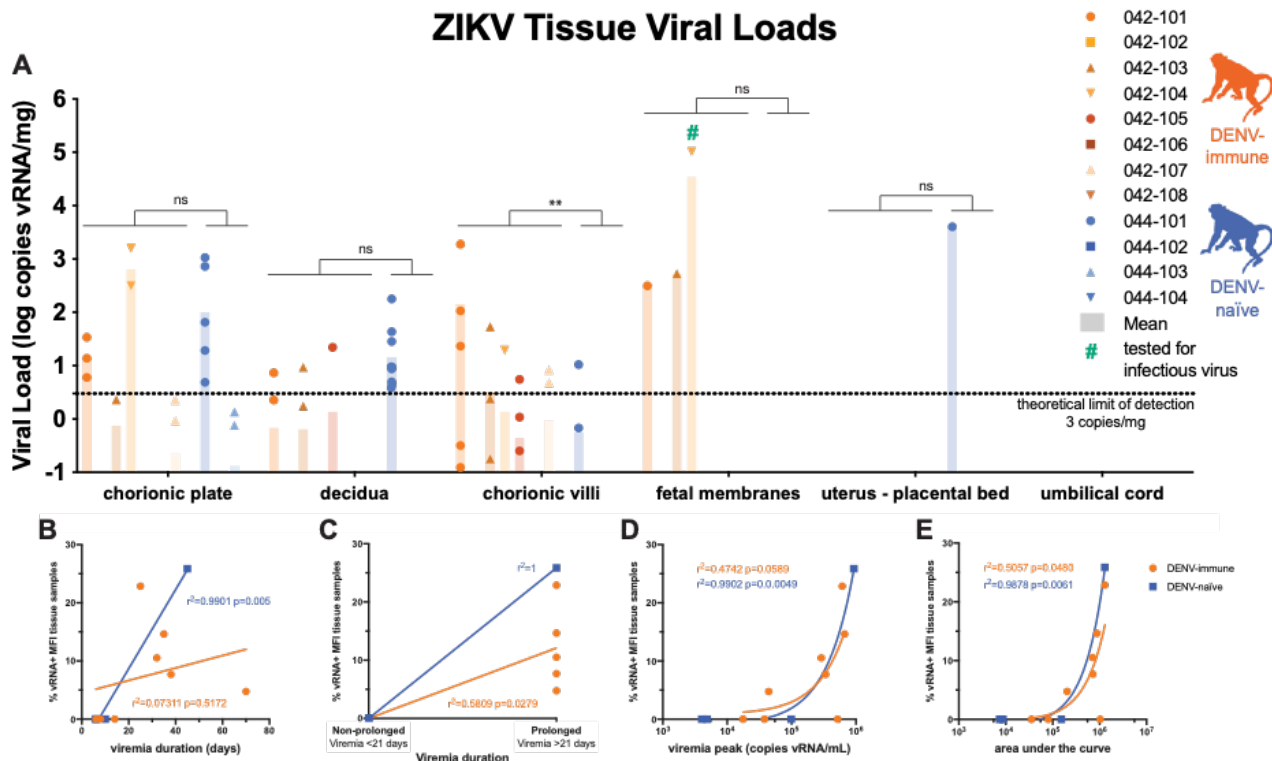 ZIKV Tissue Viral Loads
A
Viral Load (log copies vRNA/mg)
6
5
4
3
2
1
0
-1
ns
ns
**
ns
ns
#
theoretical limit of detection
3 copies/mg
chorionic plate
decidua
chorionic villi
fetal membranes
uterus - placental bed
umbilical cord
042-101
042-102
042-103
042-104
042-105
042-106
042-107
042-108
044-101
044-102
044-103
044-104
Mean
# tested for
infectious virus
DENV-
immune
DENV-
naïve
B
% vRNA+ MFI tissue samples
30
20
10
0
r²=0.9901 p=0.005
r²=0.07311 p=0.5172
0 20 40 60 80
viremia duration (days)
C
% vRNA+ MFI tissue samples
30
20
10
0
r²=1
r²=0.5809 p=0.0279
Non-prolonged
Viremia <21 days
Prolonged
Viremia >21 days
Viremia duration
D
% vRNA+ MFI tissue samples
30
20
10
0
r²=0.4742 p=0.0589
r²=0.9902 p=0.0.0049
10³ 10⁴ 10⁵ 10⁶
viremia peak (copies vRNA/mL)
E
% vRNA+ MFI tissue samples
30
20
10
0
r²=0.5057 p=0.0480
r²=0.9878 p=0.0061
10³ 10⁴ 10⁵ 10⁶ 10⁷
area under the curve
DENV-immune
DENV-naïve